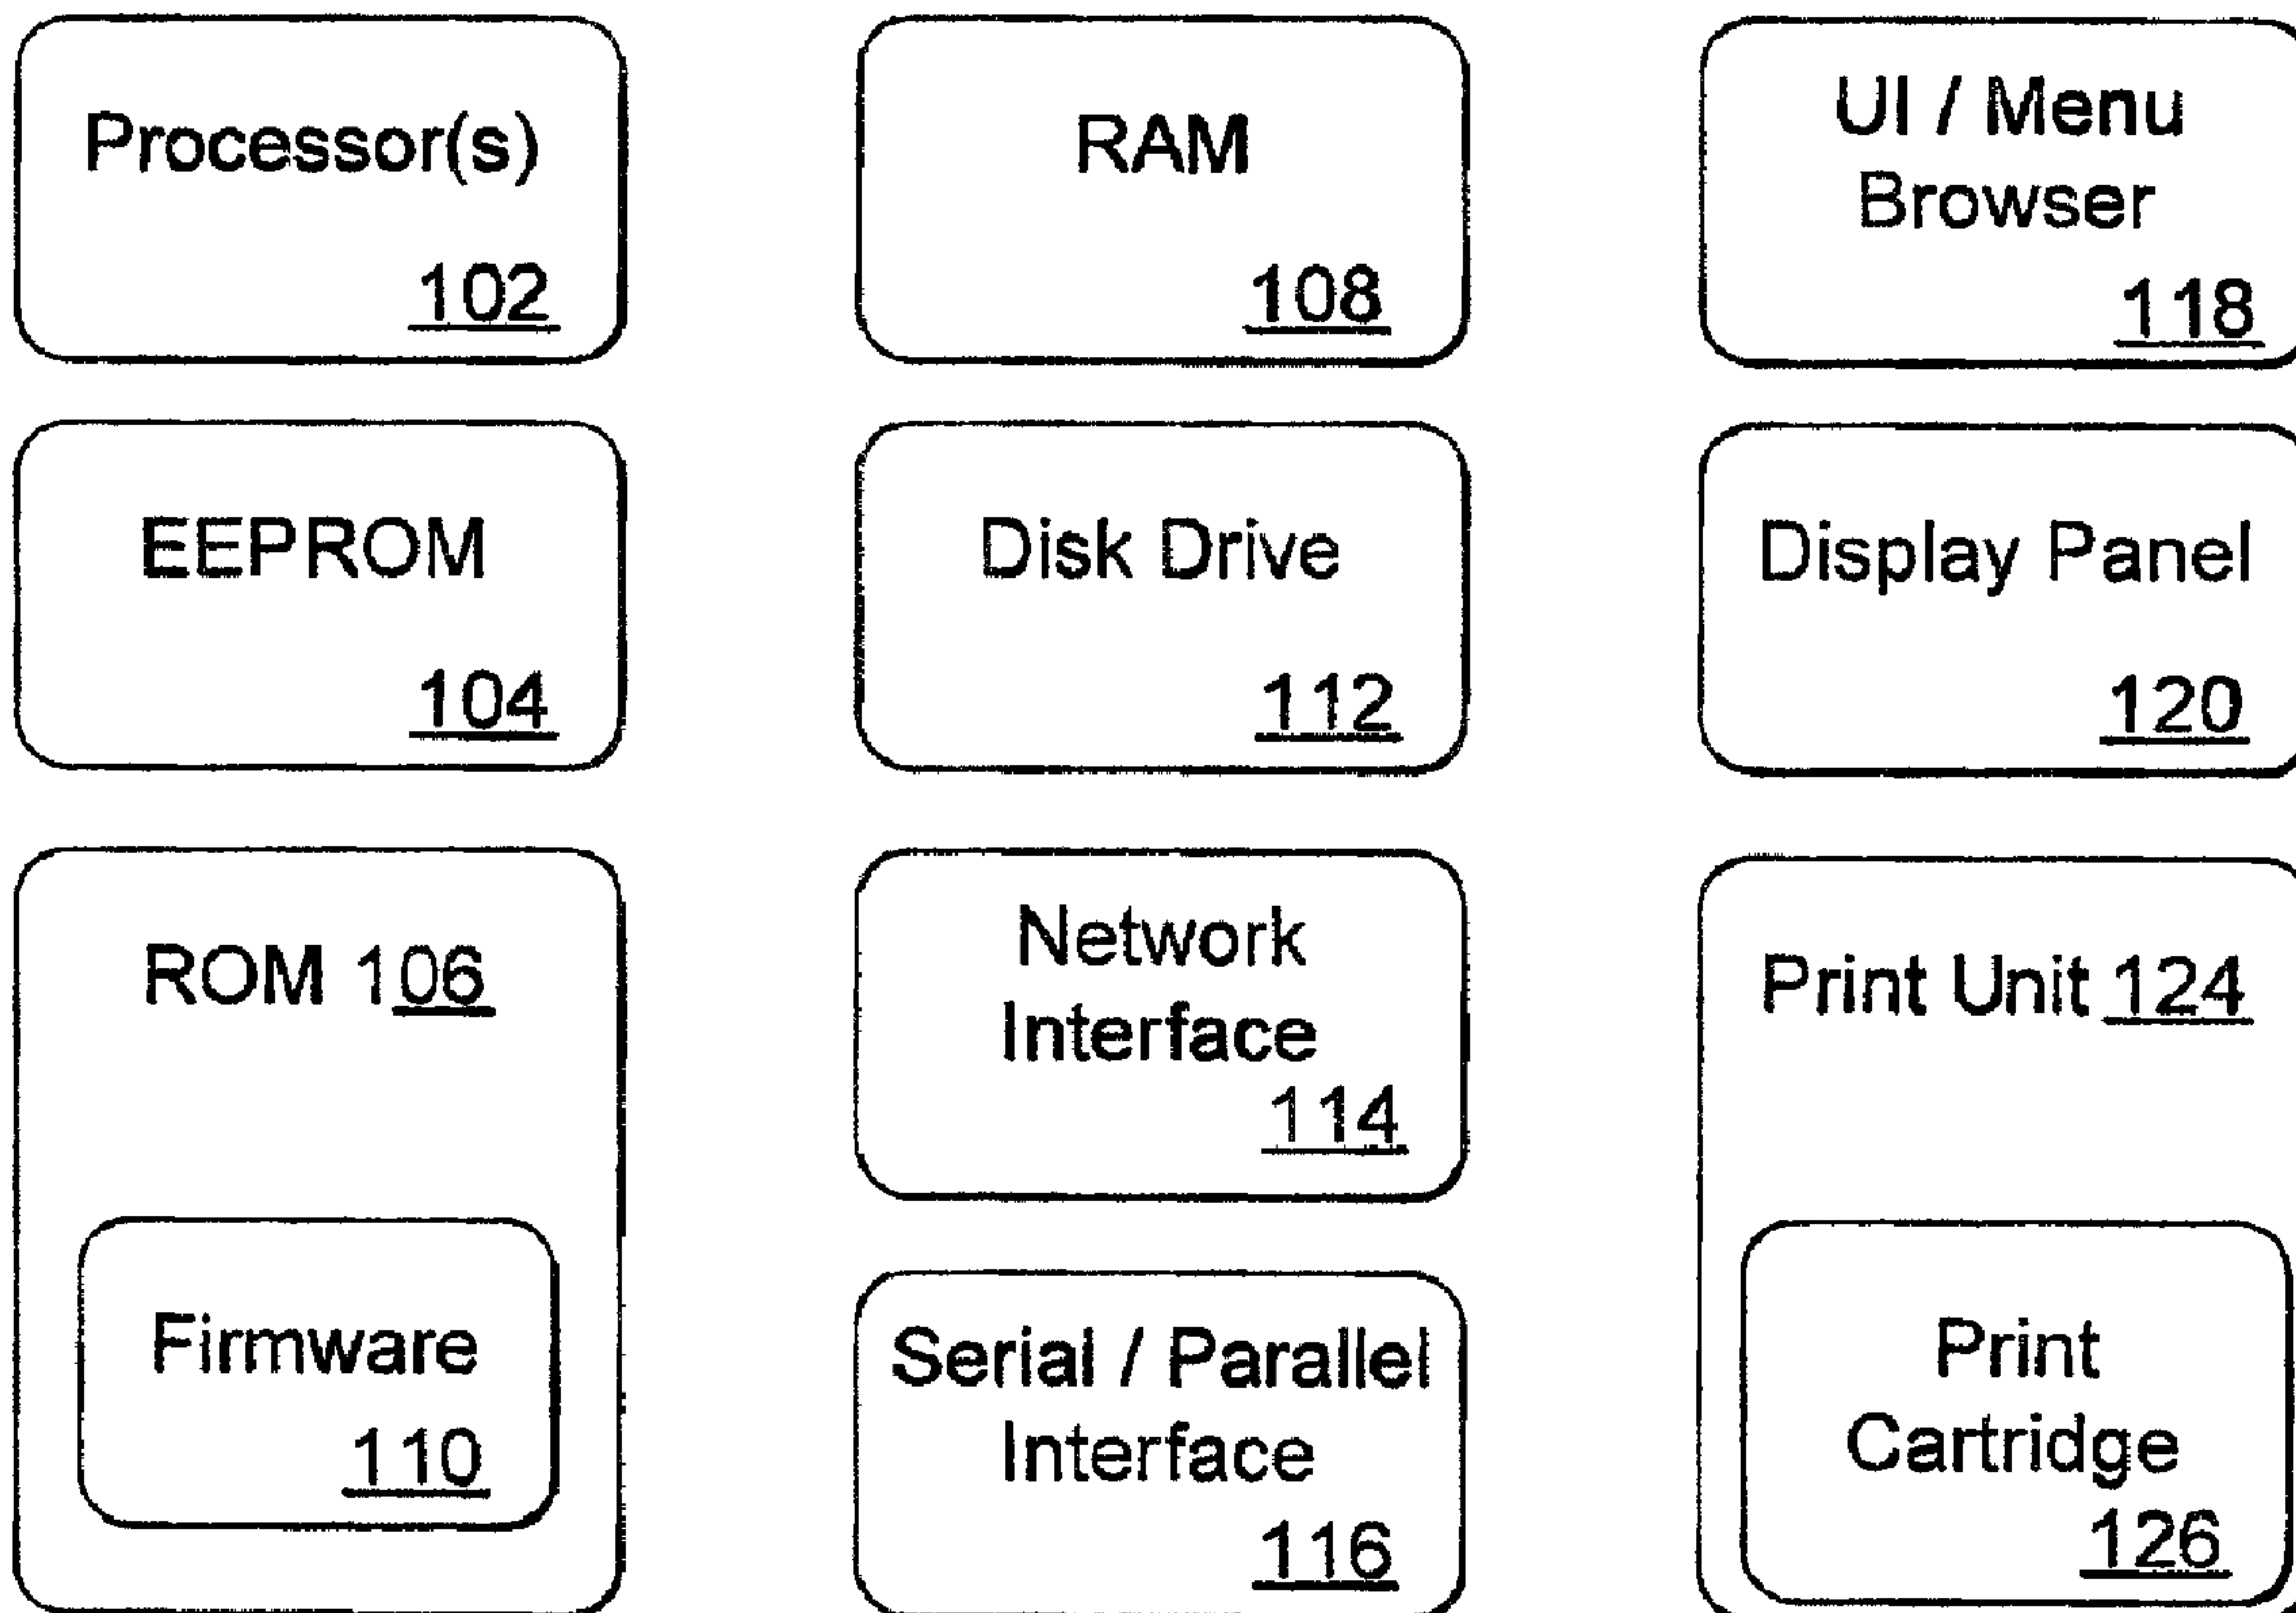 Processor(s)
102
RAM
108
UI / Menu
Browser
118
EEPROM
104
Disk Drive
112
Display Panel
120
ROM 106
Firmware
110
Network
Interface
114
Serial / Parallel
Interface
116
Print Unit 124
Print
Cartridge
126